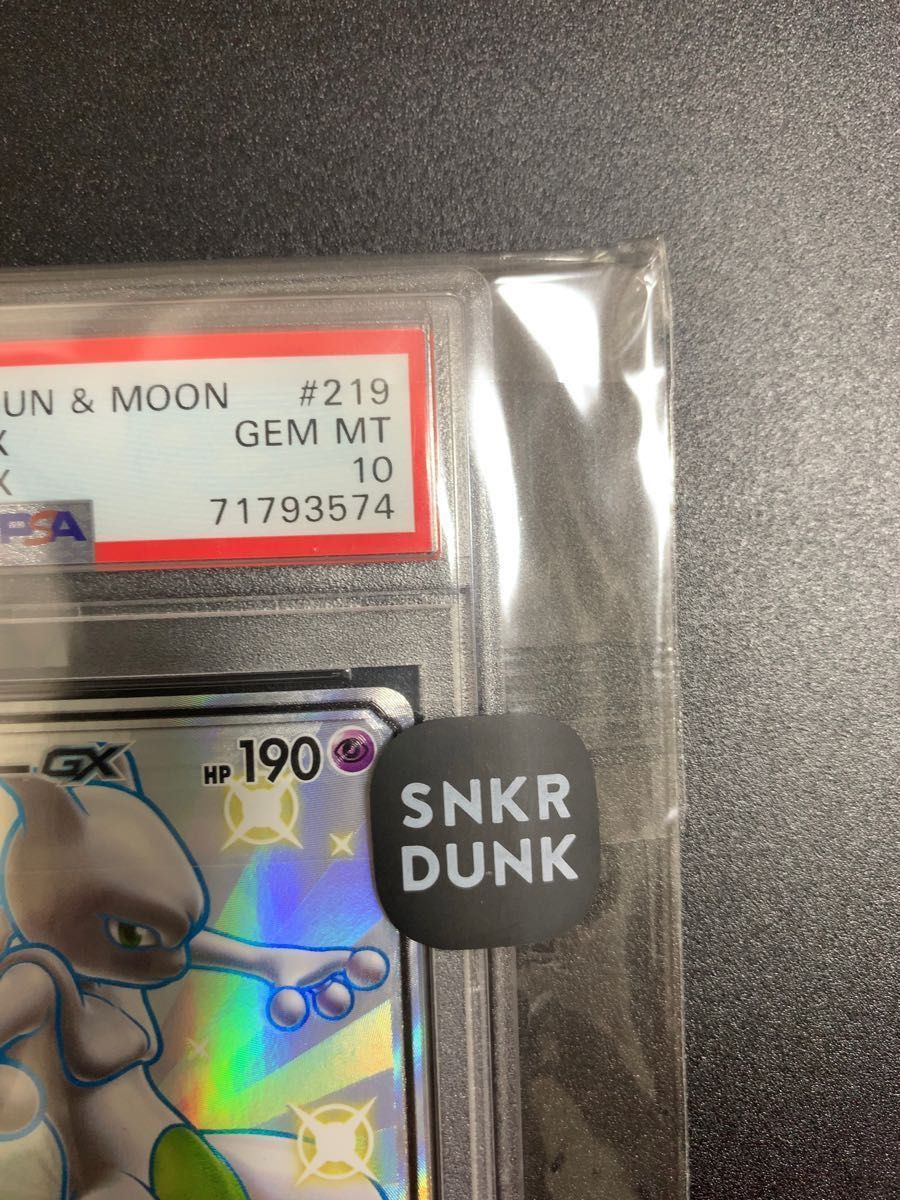 UN & MOON #219
X GEM MT
X 10
PSA 71793574
GX HP 190
SNKR
DUNK